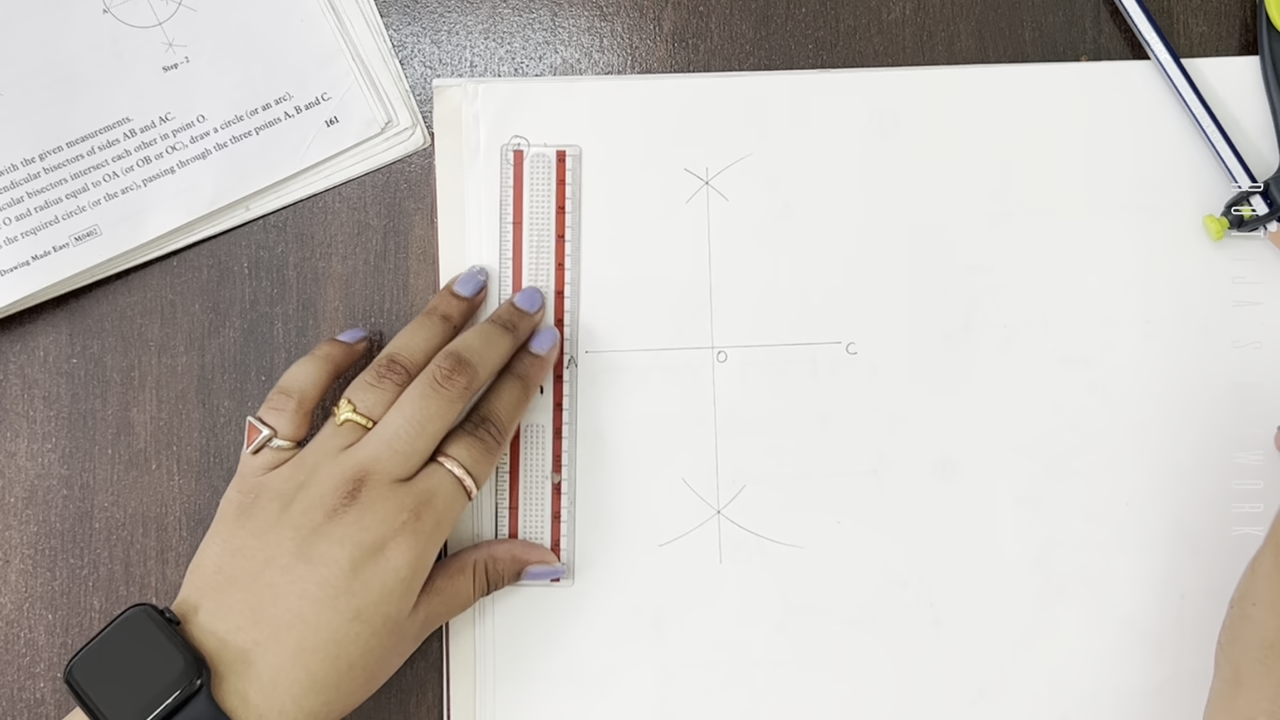 A
Step-2
with the given measurements.
endicular bisectors of sides AB and AC.
cular bisectors intersect each other in point O.
O and radius equal to OA (or OB or OC), draw a circle (or an arc).
s the required circle (or the arc), passing through the three points A, B and C.
Drawing Made Easy M0402
161
A
O
C
WORK